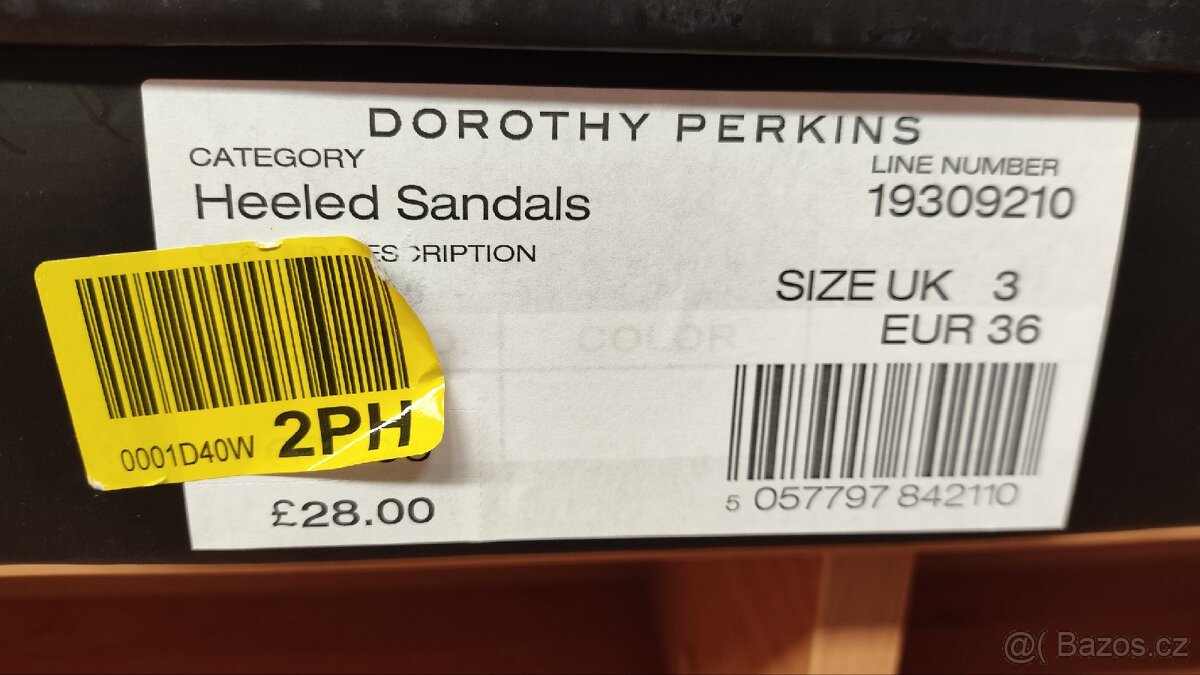 DOROTHY PERKINS
CATEGORY
Heeled Sandals
LINE NUMBER
19309210
SIZE UK 3
EUR 36
COLOR
0001D40W 2PH
£28.00
5 057797 842110
@( Bazos.cz